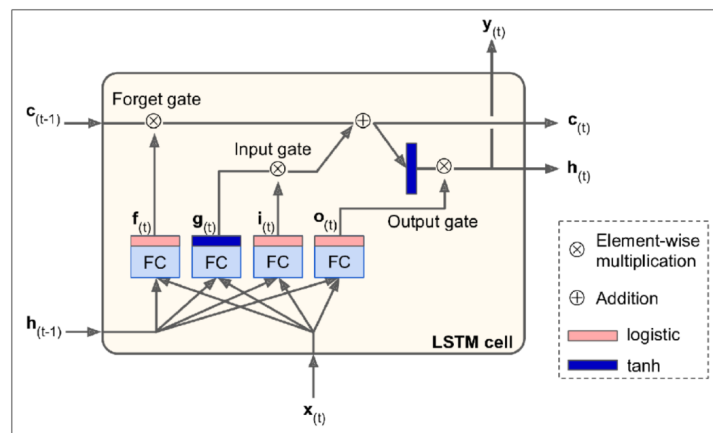 y(t)
Forget gate
c(t-1)
c(t)
Input gate
h(t)
f(t) g(t) i(t) o(t)
Output gate
FC FC FC FC
Element-wise
multiplication
Addition
h(t-1)
LSTM cell
logistic
tanh
x(t)